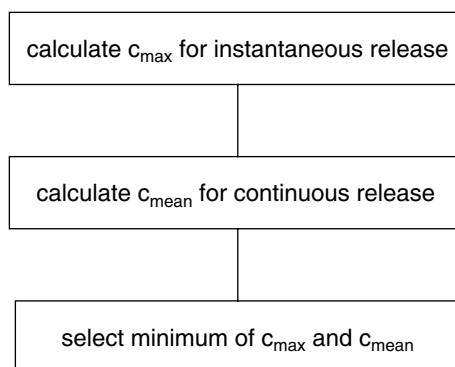 calculate cmax for instantaneous release
calculate cmean for continuous release
select minimum of cmax and cmean